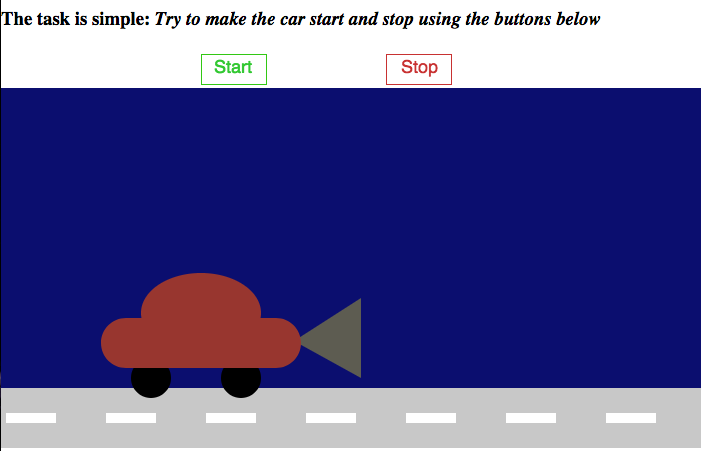 The task is simple: Try to make the car start and stop using the buttons below
Start Stop